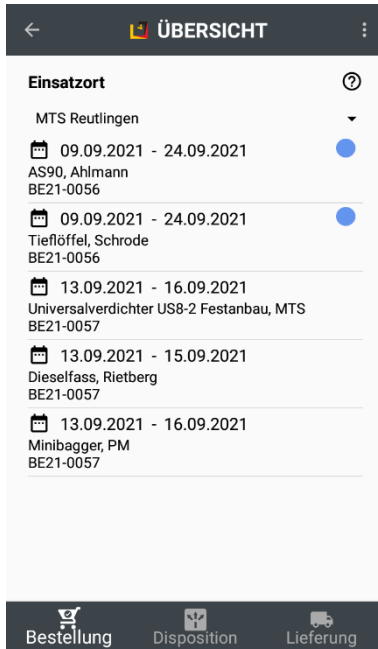 ÜBERSICHT
Einsatzort
MTS Reutlingen
09.09.2021 - 24.09.2021
AS90, Ahlmann
BE21-0056
09.09.2021 - 24.09.2021
Tieflöffel, Schrode
BE21-0056
13.09.2021 - 16.09.2021
Universalverdichter US8-2 Festanbau, MTS
BE21-0057
13.09.2021 - 15.09.2021
Dieselfass, Rietberg
BE21-0057
13.09.2021 - 16.09.2021
Minibagger, PM
BE21-0057
Bestellung Disposition Lieferung